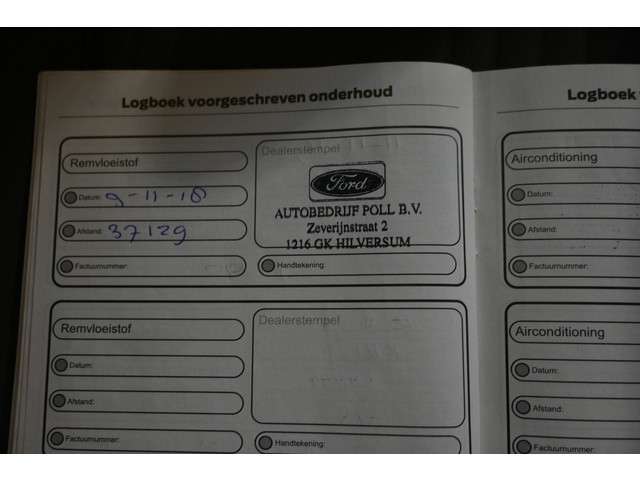 Logboek voorgeschreven onderhoud
Remvloeistof
Datum: 9-11-18
Afstand: 37129
Factuurnummer:
Dealerstempel
Ford
AUTOBEDRIJF POLL B.V.
Zeverijnstraat 2
1216 GK HILVERSUM
Handtekening:
Remvloeistof
Datum:
Afstand:
Factuurnummer:
Dealerstempel
Handtekening:
Logboek
Airconditioning
Datum:
Afstand:
Factuurnummer:
Airconditioning
Datum:
Afstand:
Factuurnummer: